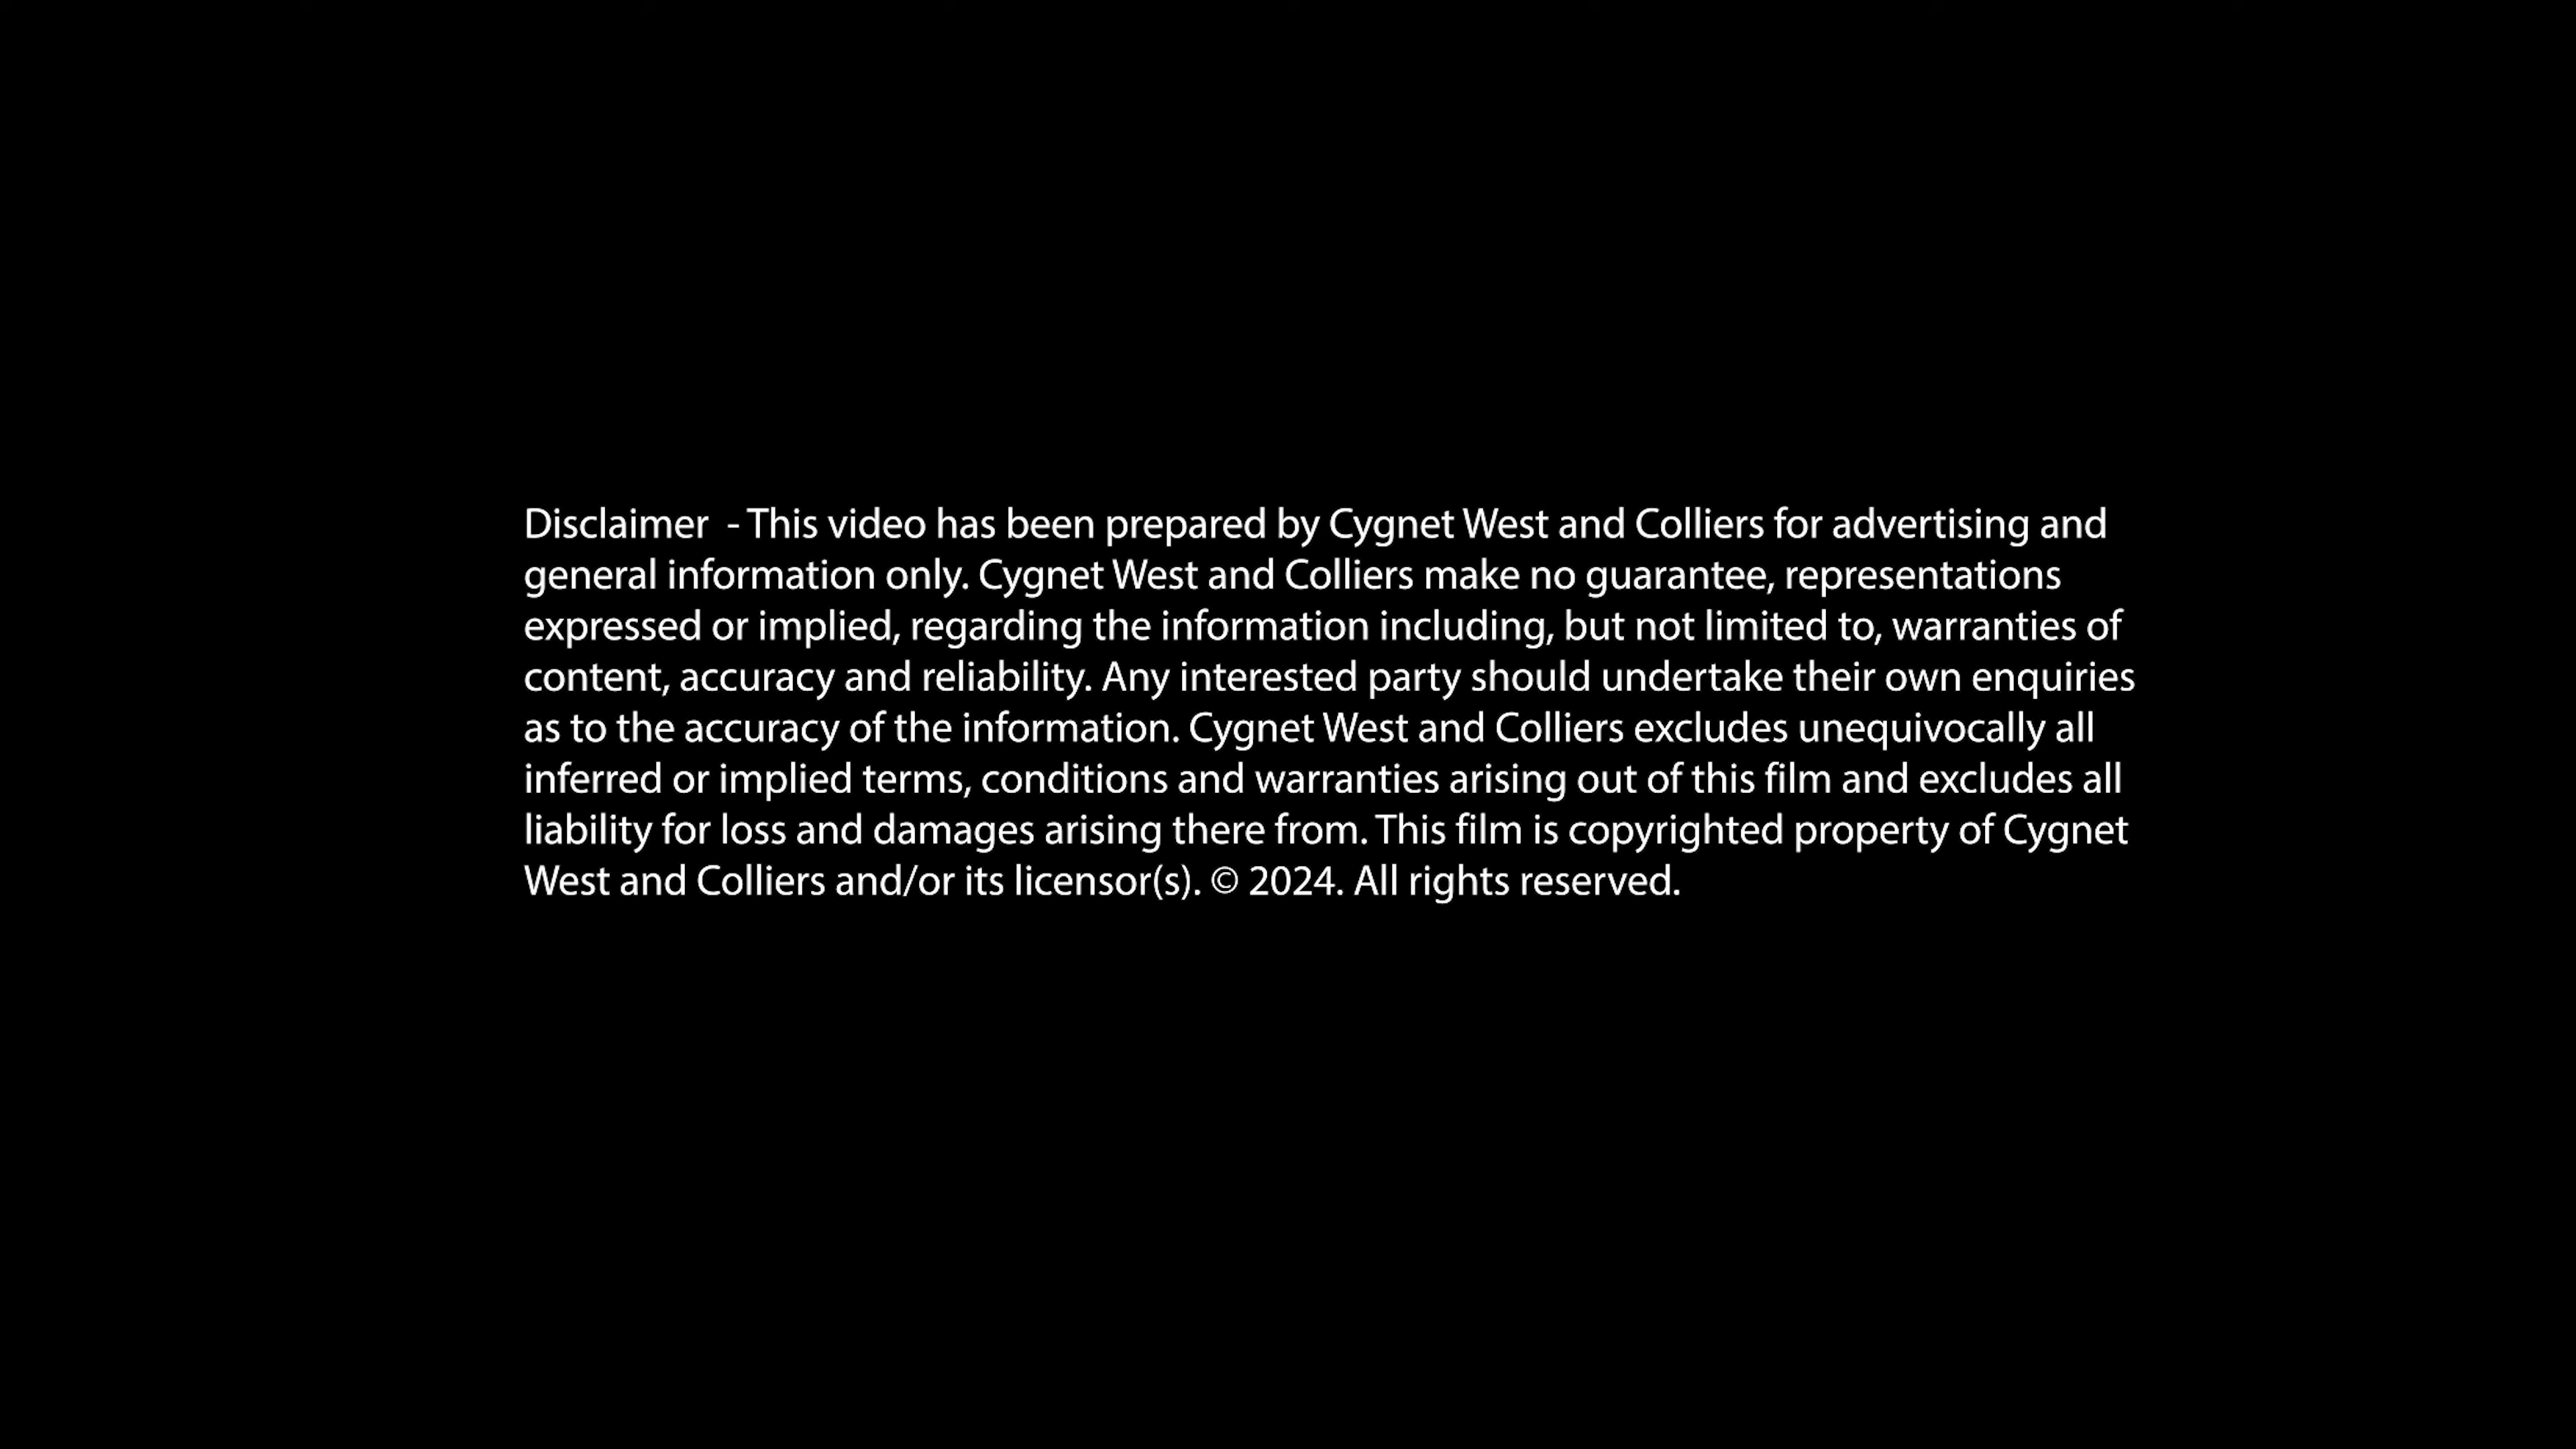 Disclaimer  - This video has been prepared by Cygnet West and Colliers for advertising and
general information only. Cygnet West and Colliers make no guarantee, representations
expressed or implied, regarding the information including, but not limited to, warranties of
content, accuracy and reliability. Any interested party should undertake their own enquiries
as to the accuracy of the information. Cygnet West and Colliers excludes unequivocally all
inferred or implied terms, conditions and warranties arising out of this film and excludes all
liability for loss and damages arising there from. This film is copyrighted property of Cygnet
West and Colliers and/or its licensor(s). © 2024. All rights reserved.